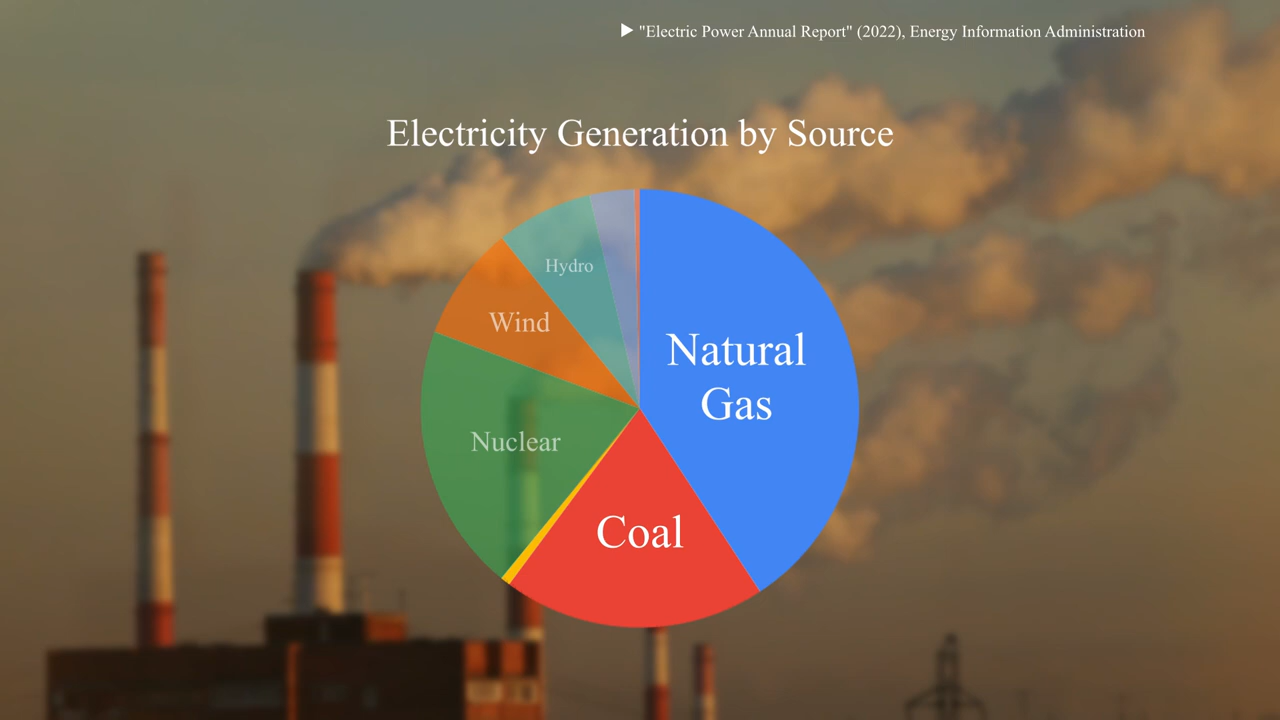 ▶ "Electric Power Annual Report" (2022), Energy Information Administration
Electricity Generation by Source
Hydro
Wind
Natural
Gas
Nuclear
Coal